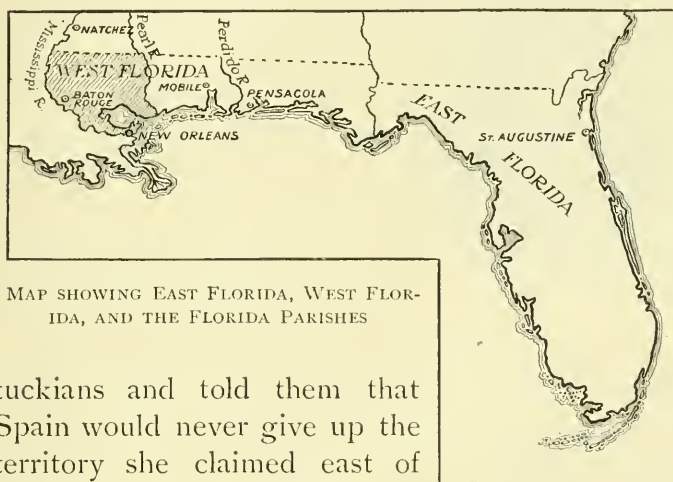 Mississippi R.
NATCHEZ
Pearl R.
Perdido R.
WEST FLORIDA
MOBILE
BATON
ROUGE
PENSACOLA
NEW ORLEANS
EAST
FLORIDA
ST. AUGUSTINE
MAP SHOWING EAST FLORIDA, WEST FLOR-
IDA, AND THE FLORIDA PARISHES
tuckians and told them that
Spain would never give up the
territory she claimed east of